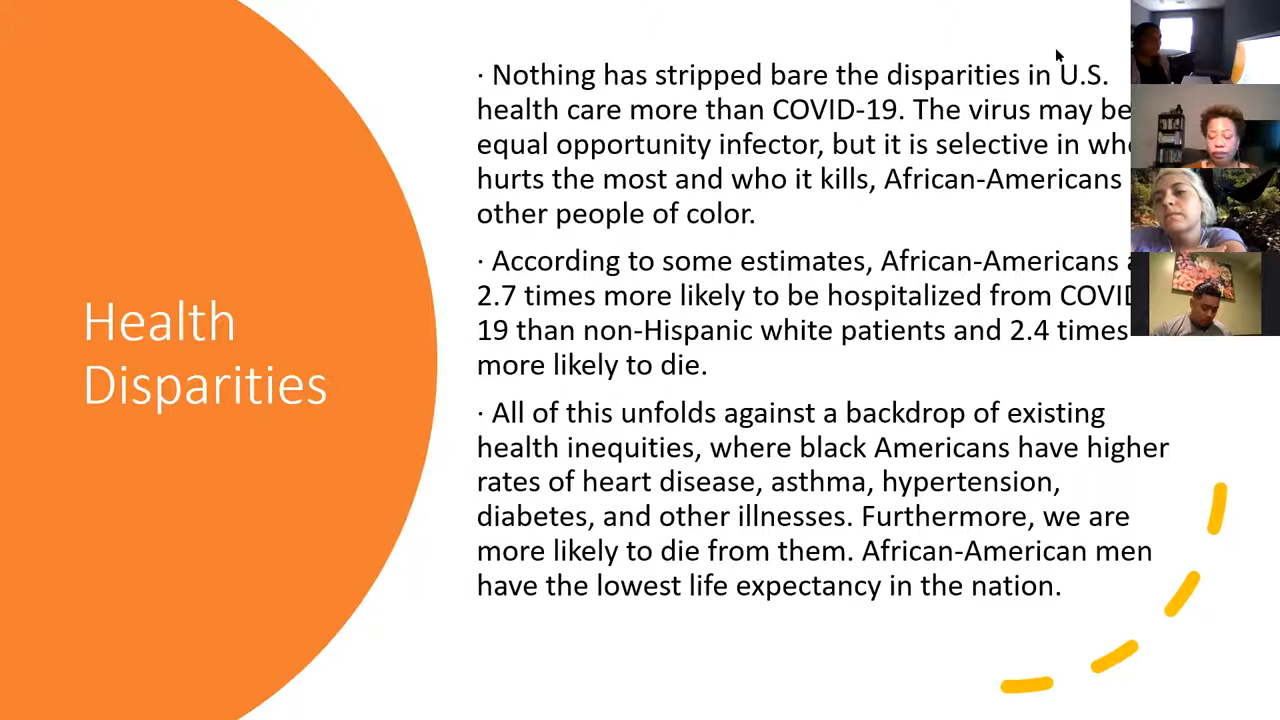 Health
Disparities
· Nothing has stripped bare the disparities in U.S.
health care more than COVID-19. The virus may be
equal opportunity infector, but it is selective in
hurts the most and who it kills, African-Americans
other people of color.
· According to some estimates, African-Americans
2.7 times more likely to be hospitalized from COVID
19 than non-Hispanic white patients and 2.4 times
more likely to die.
· All of this unfolds against a backdrop of existing
health inequities, where black Americans have higher
rates of heart disease, asthma, hypertension,
diabetes, and other illnesses. Furthermore, we are
more likely to die from them. African-American men
have the lowest life expectancy in the nation.